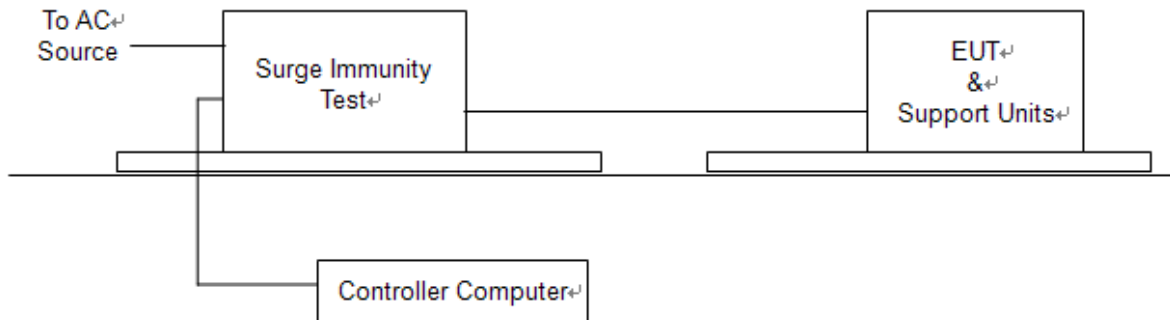 To AC↵
Source
Surge Immunity
Test↵
EUT↵
&↵
Support Units↵
Controller Computer↵